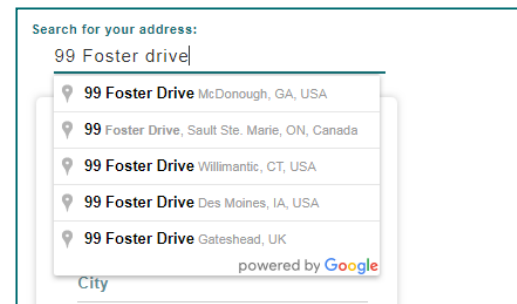 Search for your address:
99 Foster drive
99 Foster Drive McDonough, GA, USA
99 Foster Drive, Sault Ste. Marie, ON, Canada
99 Foster Drive Willimantic, CT, USA
99 Foster Drive Des Moines, IA, USA
99 Foster Drive Gateshead, UK
powered by Google
City